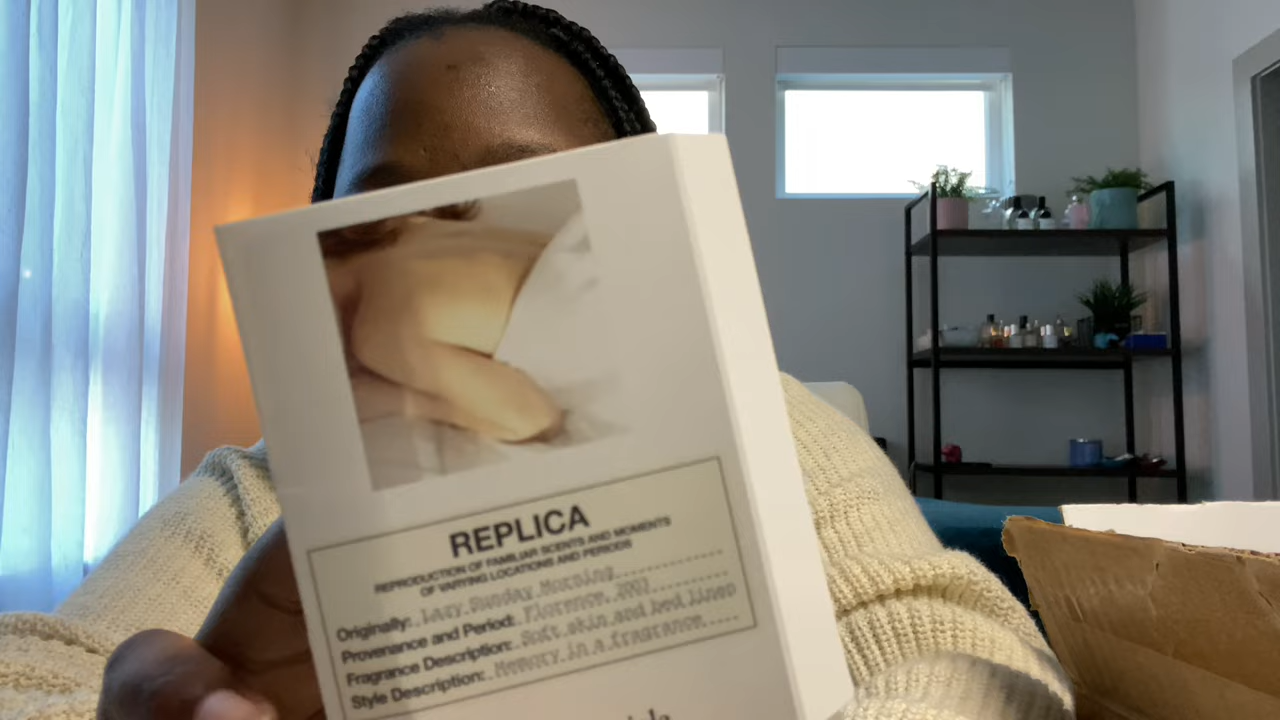 REPLICA
REPRODUCTION OF FAMILIAR SCENTS AND MOMENTS
OF VARYING LOCATIONS AND PERIODS
Originally: Lazy Sunday Morning
Provenance and Period: Florence, 2003
Fragrance Description: Soft skin and bed linen
Style Description: Memory in a fragrance